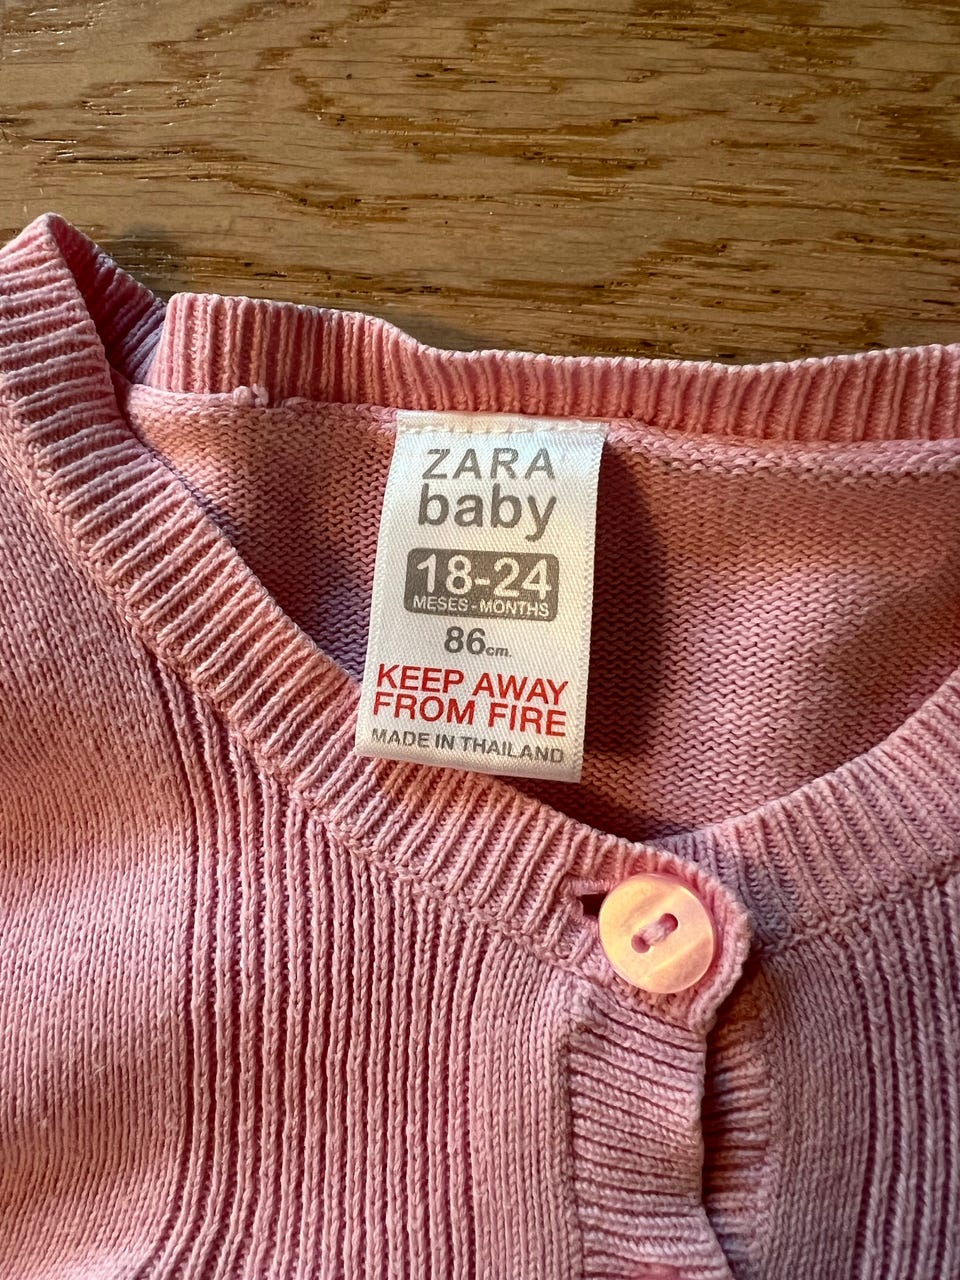 ZARA
baby
18-24
MESES - MONTHS
86cm.
KEEP AWAY
FROM FIRE
MADE IN THAILAND